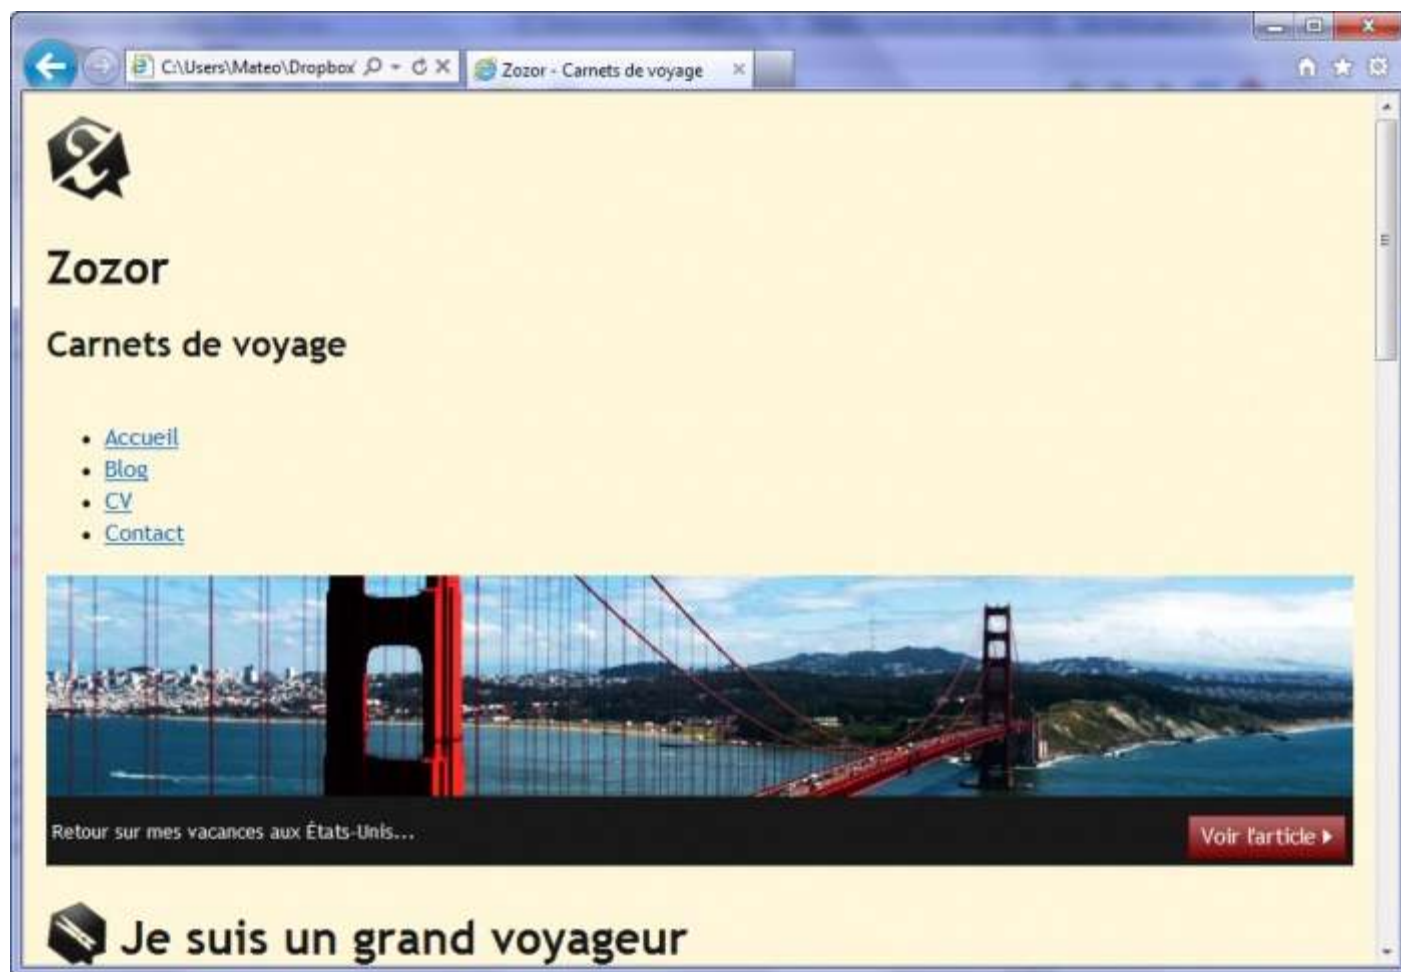 C:\Users\Mateo\Dropbox
Zozor - Carnets de voyage
Zozor
Carnets de voyage
Accueil
Blog
CV
Contact
Retour sur mes vacances aux États-Unis...
Voir l'article
Je suis un grand voyageur